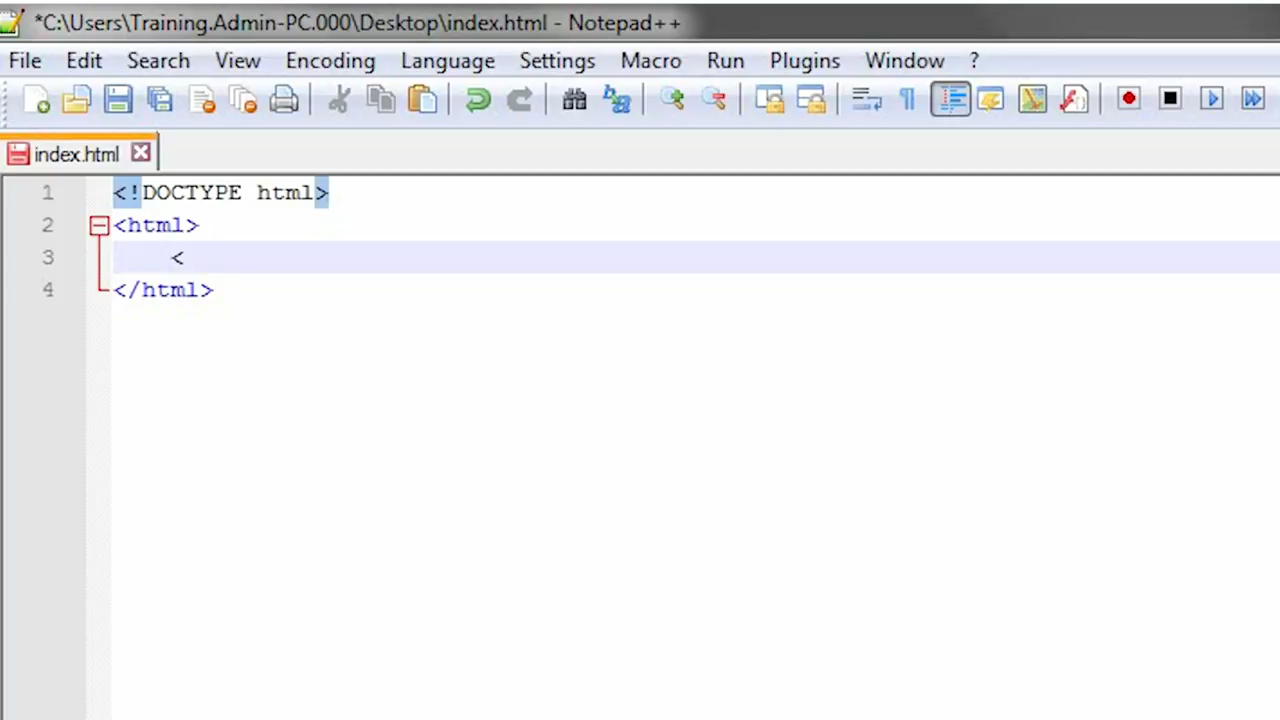 *C:\Users\Training.Admin-PC.000\Desktop\index.html - Notepad++
File Edit Search View Encoding Language Settings Macro Run Plugins Window ?
index.html
1 <!DOCTYPE html>
2 <html>
3 <
4 </html>